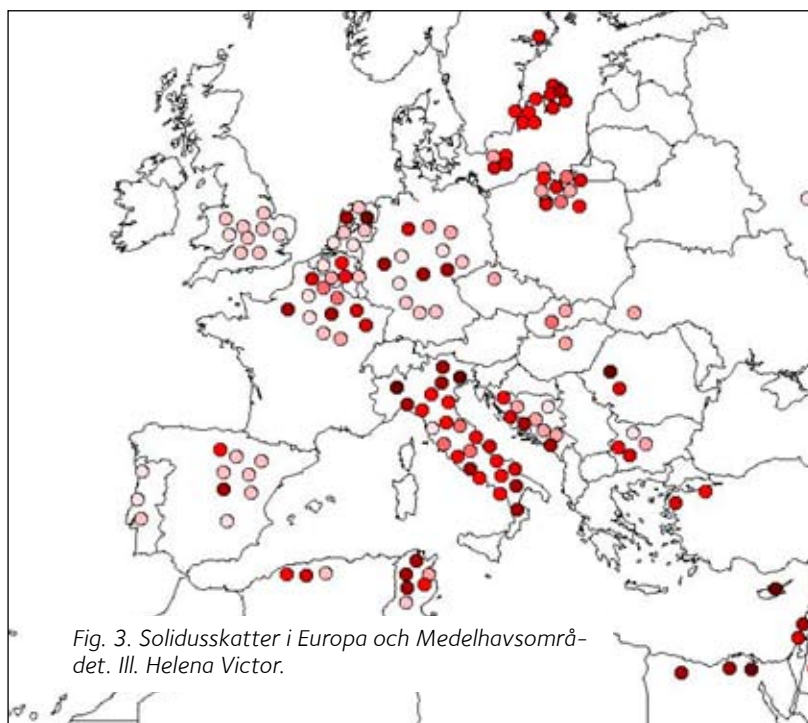 Fig. 3. Solidusskatter i Europa och Medelhavsområ-
det. Ill. Helena Victor.